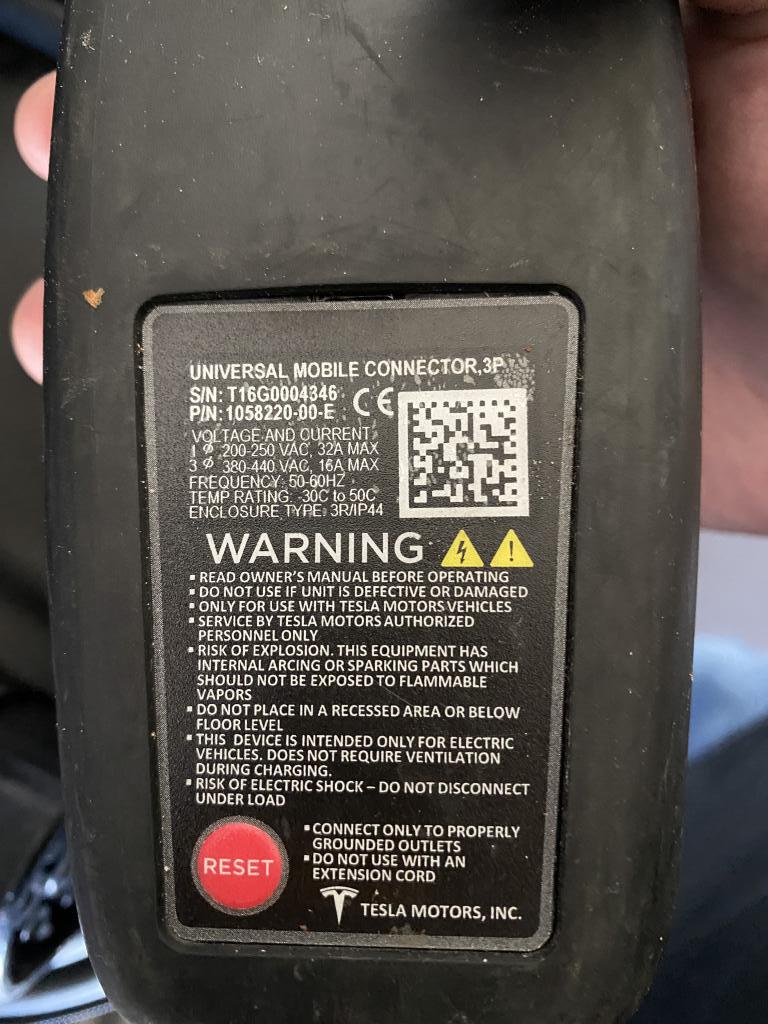 UNIVERSAL MOBILE CONNECTOR,3P
S/N: T16G0004346
P/N: 1058220-00-E
CE
VOLTAGE AND CURRENT:
1 ⌀ 200-250 VAC, 32A MAX
3 ⌀ 380-440 VAC, 16A MAX
FREQUENCY: 50-60HZ
TEMP RATING: -30C to 50C
ENCLOSURE TYPE: 3R/IP44
WARNING
▪ READ OWNER'S MANUAL BEFORE OPERATING
▪ DO NOT USE IF UNIT IS DEFECTIVE OR DAMAGED
▪ ONLY FOR USE WITH TESLA MOTORS VEHICLES
▪ SERVICE BY TESLA MOTORS AUTHORIZED
PERSONNEL ONLY
▪ RISK OF EXPLOSION. THIS EQUIPMENT HAS
INTERNAL ARCING OR SPARKING PARTS WHICH
SHOULD NOT BE EXPOSED TO FLAMMABLE
VAPORS
▪ DO NOT PLACE IN A RECESSED AREA OR BELOW
FLOOR LEVEL
▪ THIS DEVICE IS INTENDED ONLY FOR ELECTRIC
VEHICLES. DOES NOT REQUIRE VENTILATION
DURING CHARGING.
▪ RISK OF ELECTRIC SHOCK – DO NOT DISCONNECT
UNDER LOAD
RESET
▪ CONNECT ONLY TO PROPERLY
GROUNDED OUTLETS
▪ DO NOT USE WITH AN
EXTENSION CORD
TESLA MOTORS, INC.